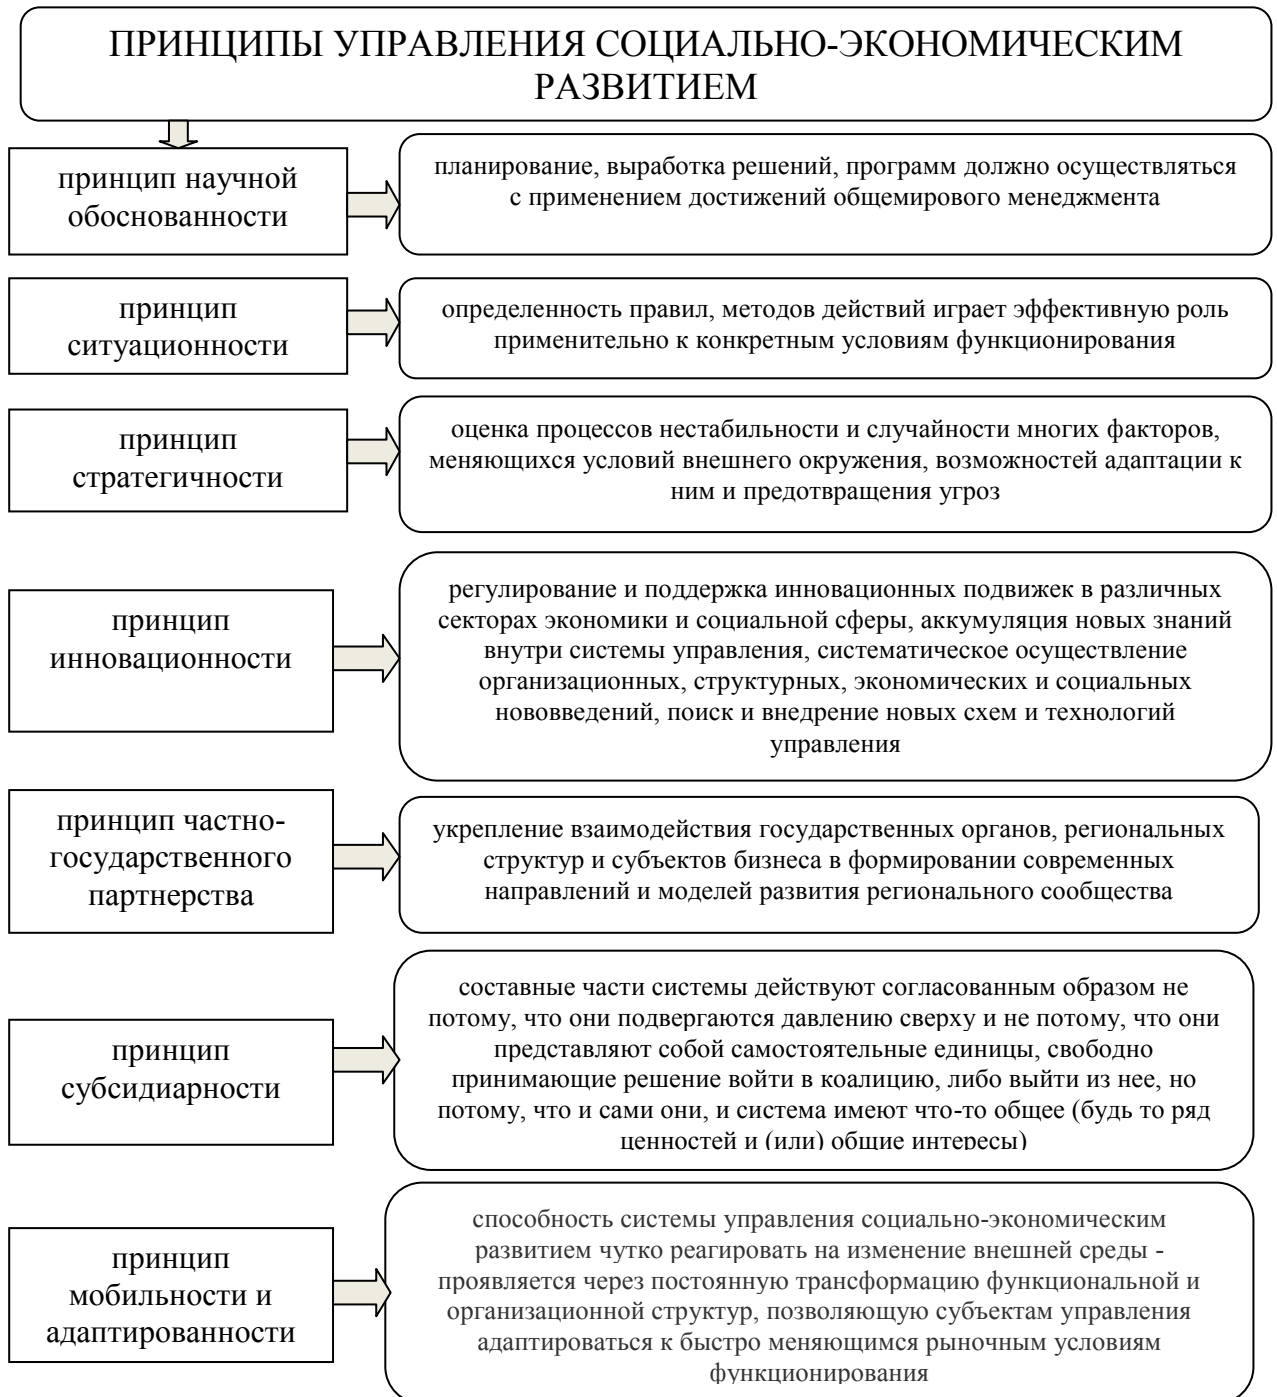 ПРИНЦИПЫ УПРАВЛЕНИЯ СОЦИАЛЬНО-ЭКОНОМИЧЕСКИМ
РАЗВИТИЕМ
принцип научной
обоснованности
планирование, выработка решений, программ должно осуществляться
с применением достижений общемирового менеджмента
принцип
ситуационности
определенность правил, методов действий играет эффективную роль
применительно к конкретным условиям функционирования
принцип
стратегичности
оценка процессов нестабильности и случайности многих факторов,
меняющихся условий внешнего окружения, возможностей адаптации к
ним и предотвращения угроз
принцип
инновационности
регулирование и поддержка инновационных подвижек в различных
секторах экономики и социальной сферы, аккумуляция новых знаний
внутри системы управления, систематическое осуществление
организационных, структурных, экономических и социальных
нововведений, поиск и внедрение новых схем и технологий
управления
принцип частно-
государственного
партнерства
укрепление взаимодействия государственных органов, региональных
структур и субъектов бизнеса в формировании современных
направлений и моделей развития регионального сообщества
принцип
субсидиарности
составные части системы действуют согласованным образом не
потому, что они подвергаются давлению сверху и не потому, что они
представляют собой самостоятельные единицы, свободно
принимающие решение войти в коалицию, либо выйти из нее, но
потому, что и сами они, и система имеют что-то общее (будь то ряд
ценностей и (или) общие интересы)
принцип
мобильности и
адаптированности
способность системы управления социально-экономическим
развитием чутко реагировать на изменение внешней среды -
проявляется через постоянную трансформацию функциональной и
организационной структур, позволяющую субъектам управления
адаптироваться к быстро меняющимся рыночным условиям
функционирования